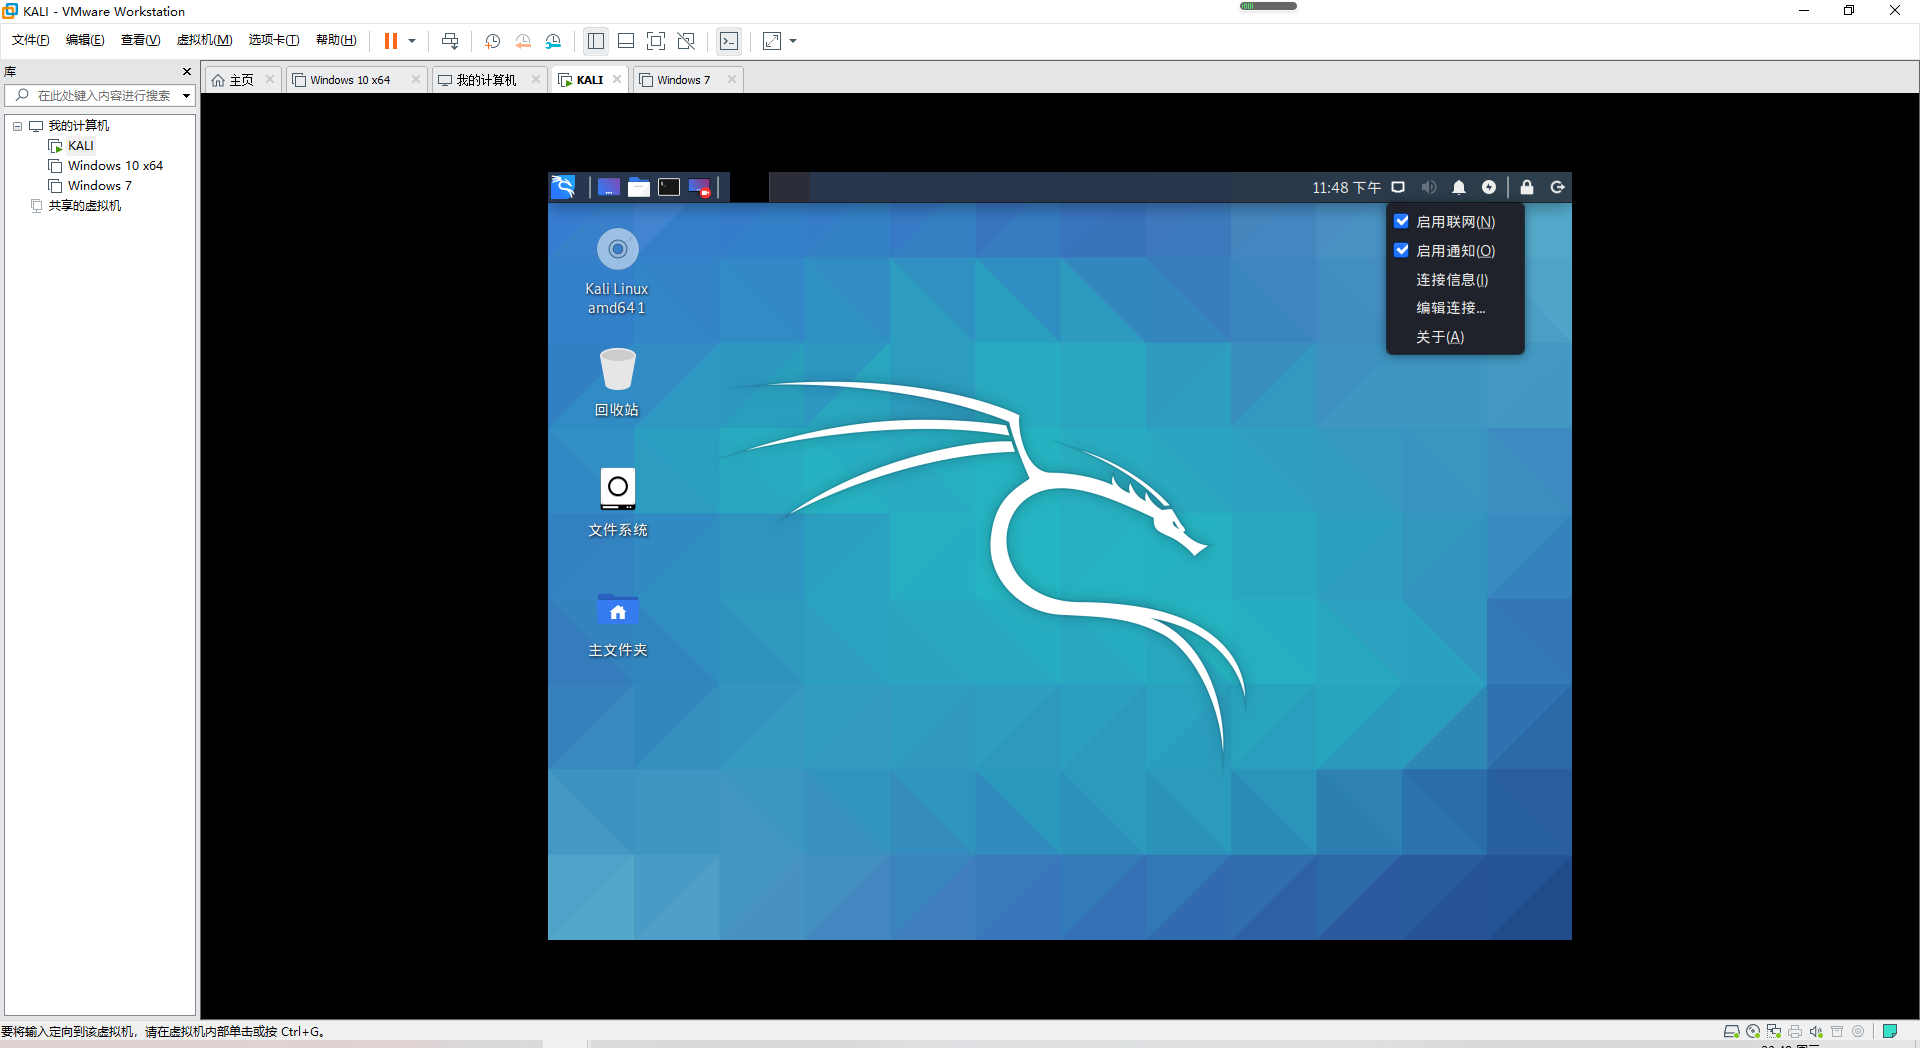 KALI - VMware Workstation
文件(F) 编辑(E) 查看(V) 虚拟机(M) 选项卡(T) 帮助(H)
库
在此处键入内容进行搜索
我的计算机
KALI
Windows 10 x64
Windows 7
共享的虚拟机
主页 Windows 10 x64 我的计算机 KALI Windows 7
11:48 下午
启用联网(N)
启用通知(O)
连接信息(I)
编辑连接...
关于(A)
Kali Linux
amd64 1
回收站
文件系统
主文件夹
要将输入定向到该虚拟机，请在虚拟机内部单击或按 Ctrl+G。